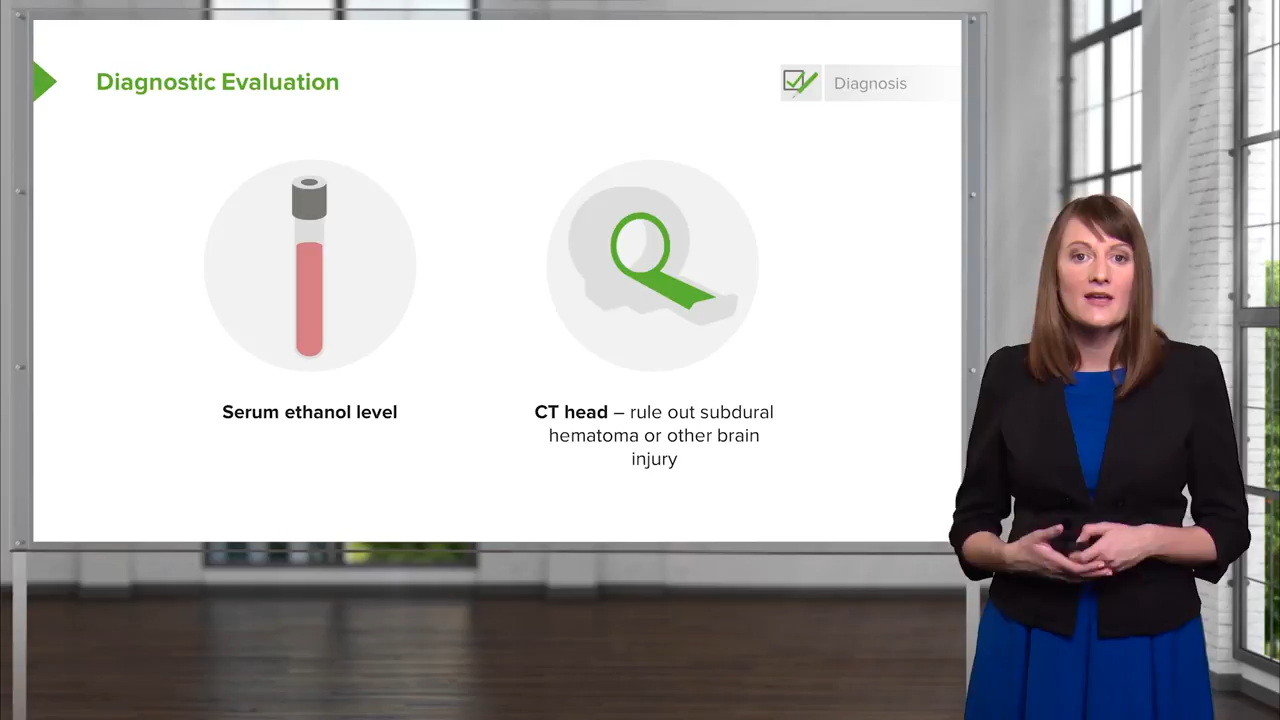 Diagnostic Evaluation
Diagnosis
Serum ethanol level
CT head – rule out subdural
hematoma or other brain
injury